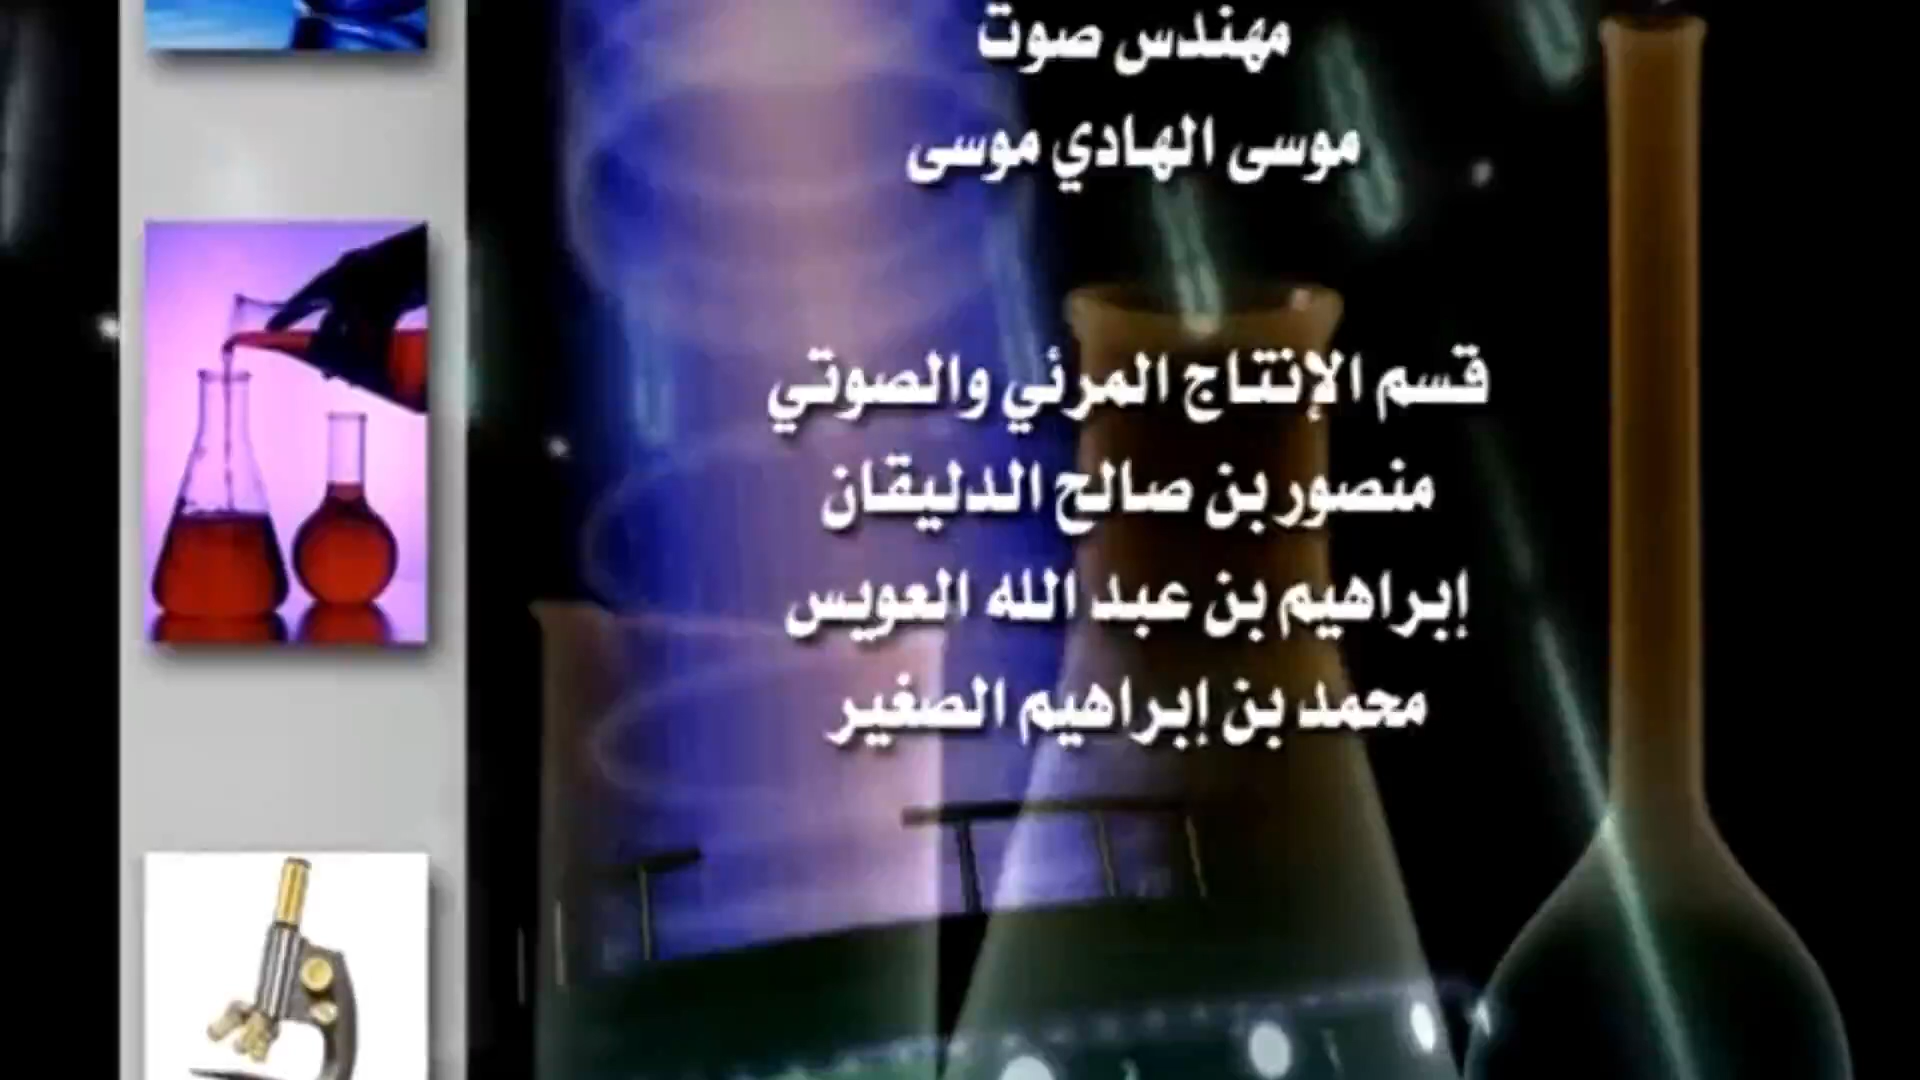 مهندس صوت
موسى الهادي موسى
قسم الإنتاج المرئي والصوتي
منصور بن صالح الدليقان
إبراهيم بن عبد الله العويس
محمد بن إبراهيم الصغير